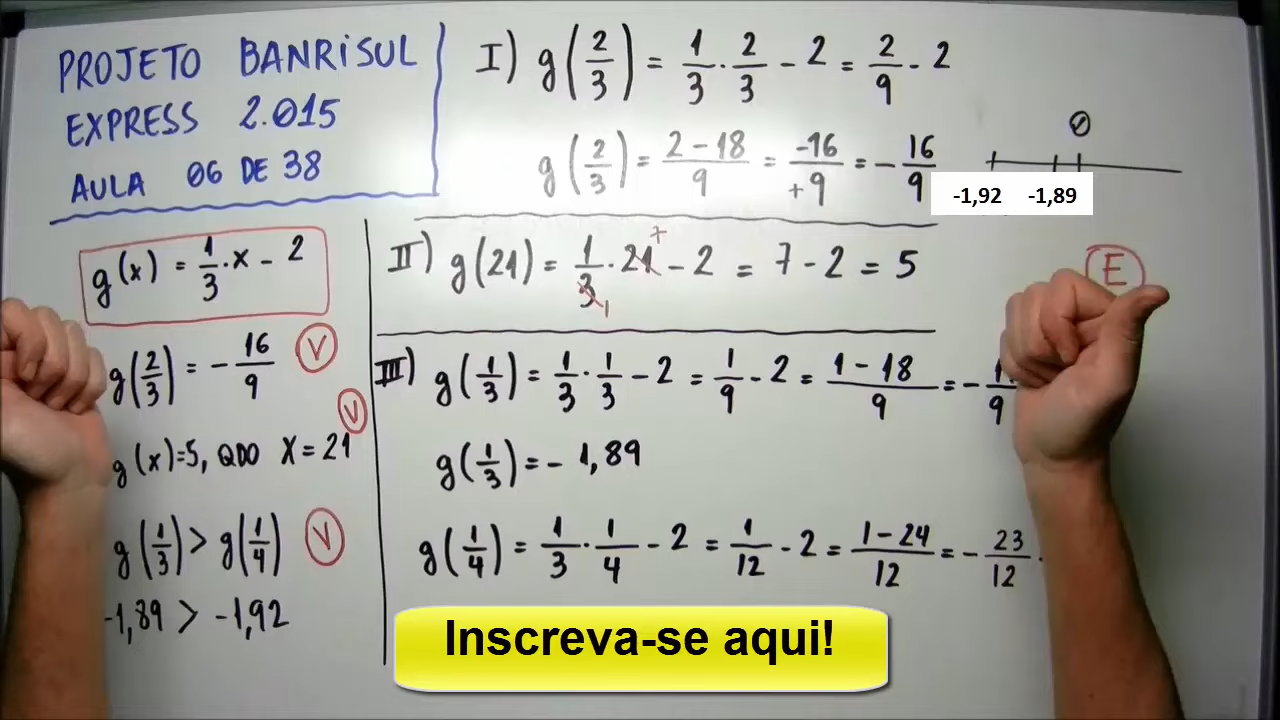 PROJETO BANRISUL
EXPRESS 2.015
AULA 06 DE 38
g(x) = 1/3 · x - 2
g(2/3) = - 16/9 V
g(x)=5, QDO X = 21 V
g(1/3) > g(1/4) V
-1,89 > -1,92
I) g(2/3) = 1/3 · 2/3 - 2 = 2/9 - 2
g(2/3) = 2 - 18/9 = -16/+9 = - 16/9
0
-1,92 -1,89
II) g(21) = 1/3 1 · 21 7 - 2 = 7 - 2 = 5
E
III) g(1/3) = 1/3 · 1/3 - 2 = 1/9 - 2 = 1 - 18/9 = - /9
g(1/3) = - 1,89
g(1/4) = 1/3 · 1/4 - 2 = 1/12 - 2 = 1 - 24/12 = - 23/12
Inscreva-se aqui!